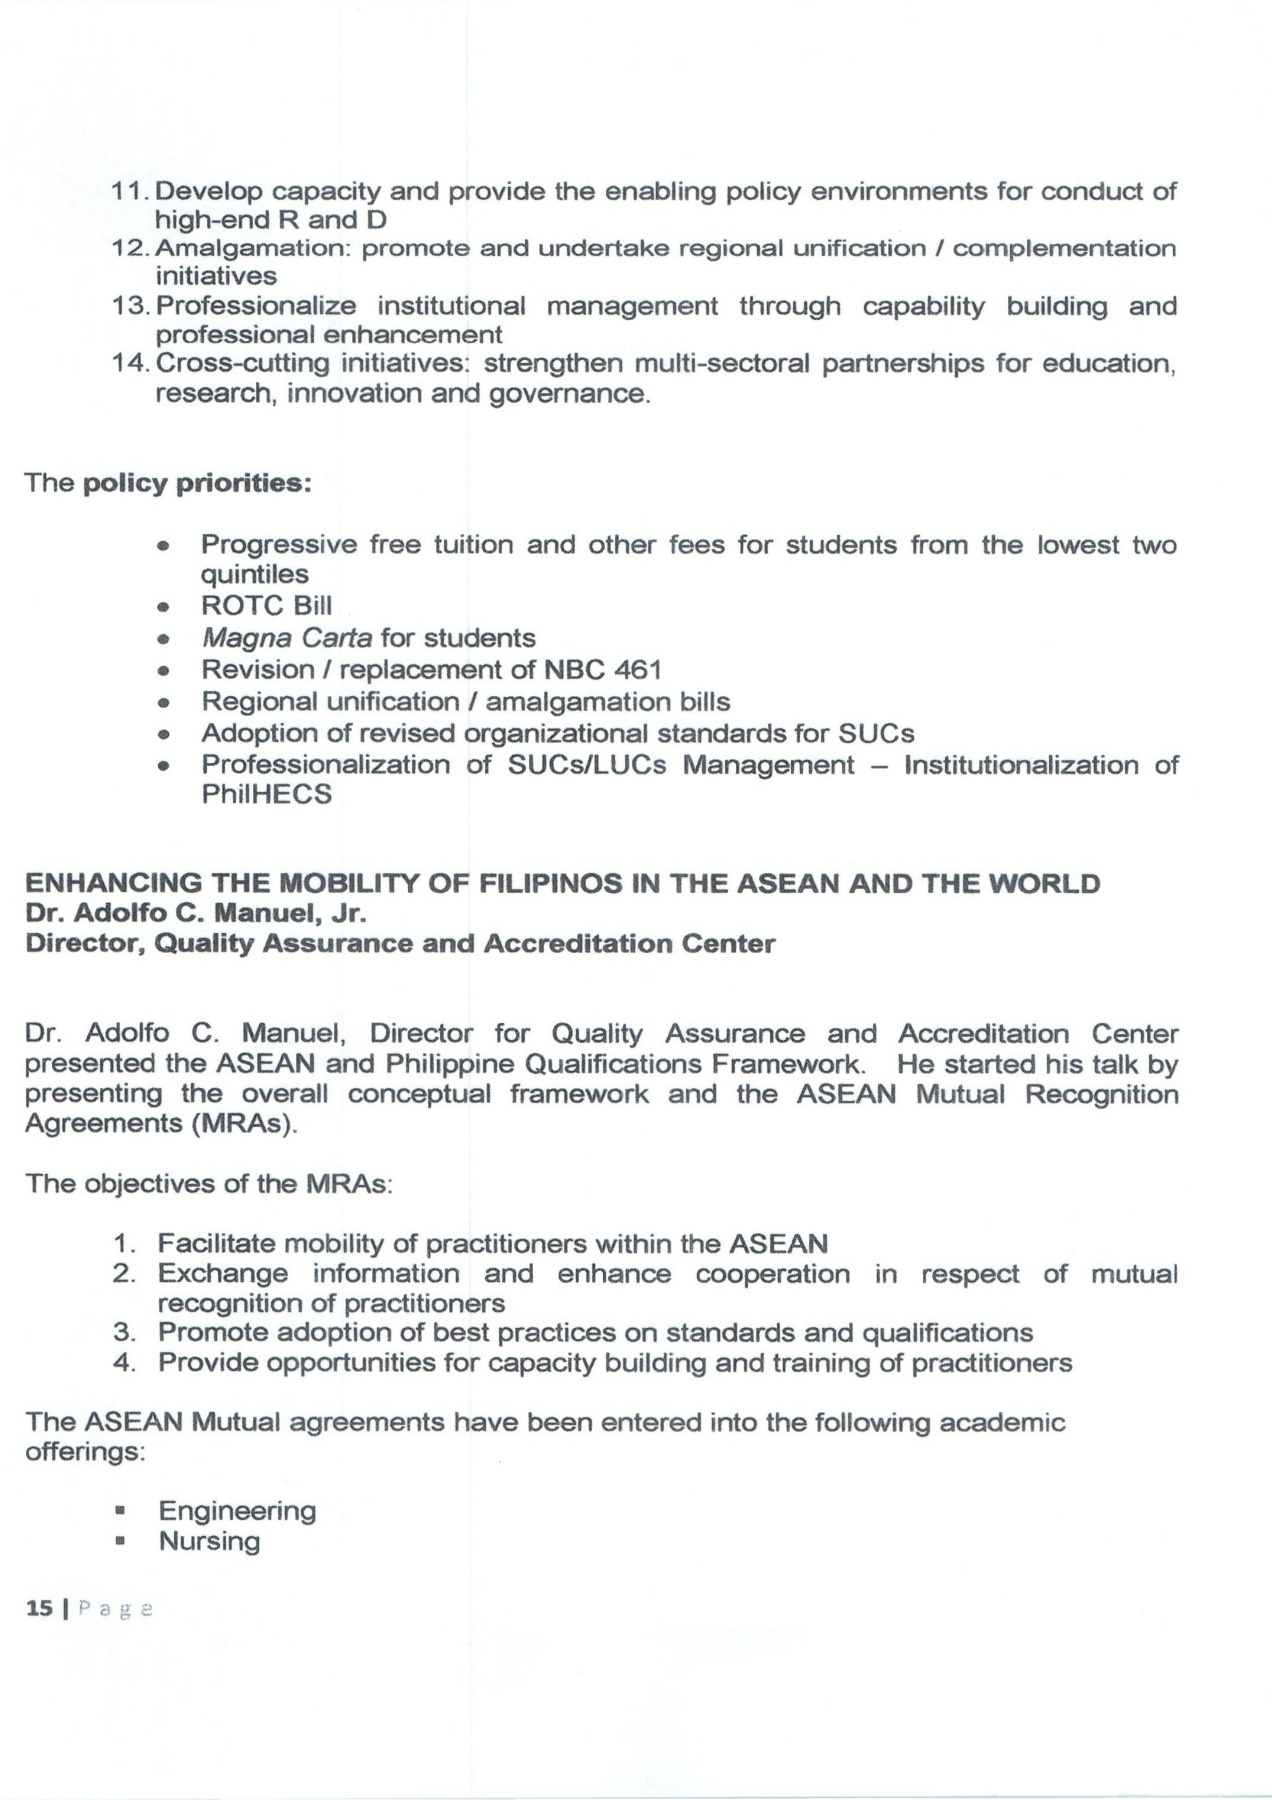 11. Develop capacity and provide the enabling policy environments for conduct of
high-end R and D
12. Amalgamation: promote and undertake regional unification / complementation
initiatives
13. Professionalize institutional management through capability building and
professional enhancement
14. Cross-cutting initiatives: strengthen multi-sectoral partnerships for education,
research, innovation and governance.
The policy priorities:
• Progressive free tuition and other fees for students from the lowest two
quintiles
• ROTC Bill
• Magna Carta for students
• Revision / replacement of NBC 461
• Regional unification / amalgamation bills
• Adoption of revised organizational standards for SUCs
• Professionalization of SUCs/LUCs Management – Institutionalization of
PhilHECS
ENHANCING THE MOBILITY OF FILIPINOS IN THE ASEAN AND THE WORLD
Dr. Adolfo C. Manuel, Jr.
Director, Quality Assurance and Accreditation Center
Dr. Adolfo C. Manuel, Director for Quality Assurance and Accreditation Center
presented the ASEAN and Philippine Qualifications Framework. He started his talk by
presenting the overall conceptual framework and the ASEAN Mutual Recognition
Agreements (MRAs).
The objectives of the MRAs:
1. Facilitate mobility of practitioners within the ASEAN
2. Exchange information and enhance cooperation in respect of mutual
recognition of practitioners
3. Promote adoption of best practices on standards and qualifications
4. Provide opportunities for capacity building and training of practitioners
The ASEAN Mutual agreements have been entered into the following academic
offerings:
▪ Engineering
▪ Nursing
15 | Page